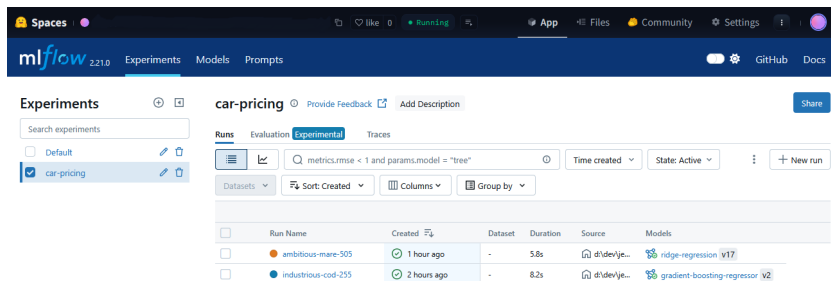 Spaces like 0 Running App Files Community Settings
mlflow 2.21.0 Experiments Models Prompts GitHub Docs
Experiments
Search experiments
Default
car-pricing
car-pricing Provide Feedback Add Description Share
Runs Evaluation Experimental Traces
metrics.rmse < 1 and params.model = "tree" Time created State: Active New run
Datasets Sort: Created Columns Group by
Run Name Created Dataset Duration Source Models
ambitious-mare-505 1 hour ago - 5.8s d:\dev\je... ridge-regression v17
industrious-cod-255 2 hours ago - 8.2s d:\dev\je... gradient-boosting-regressor v2